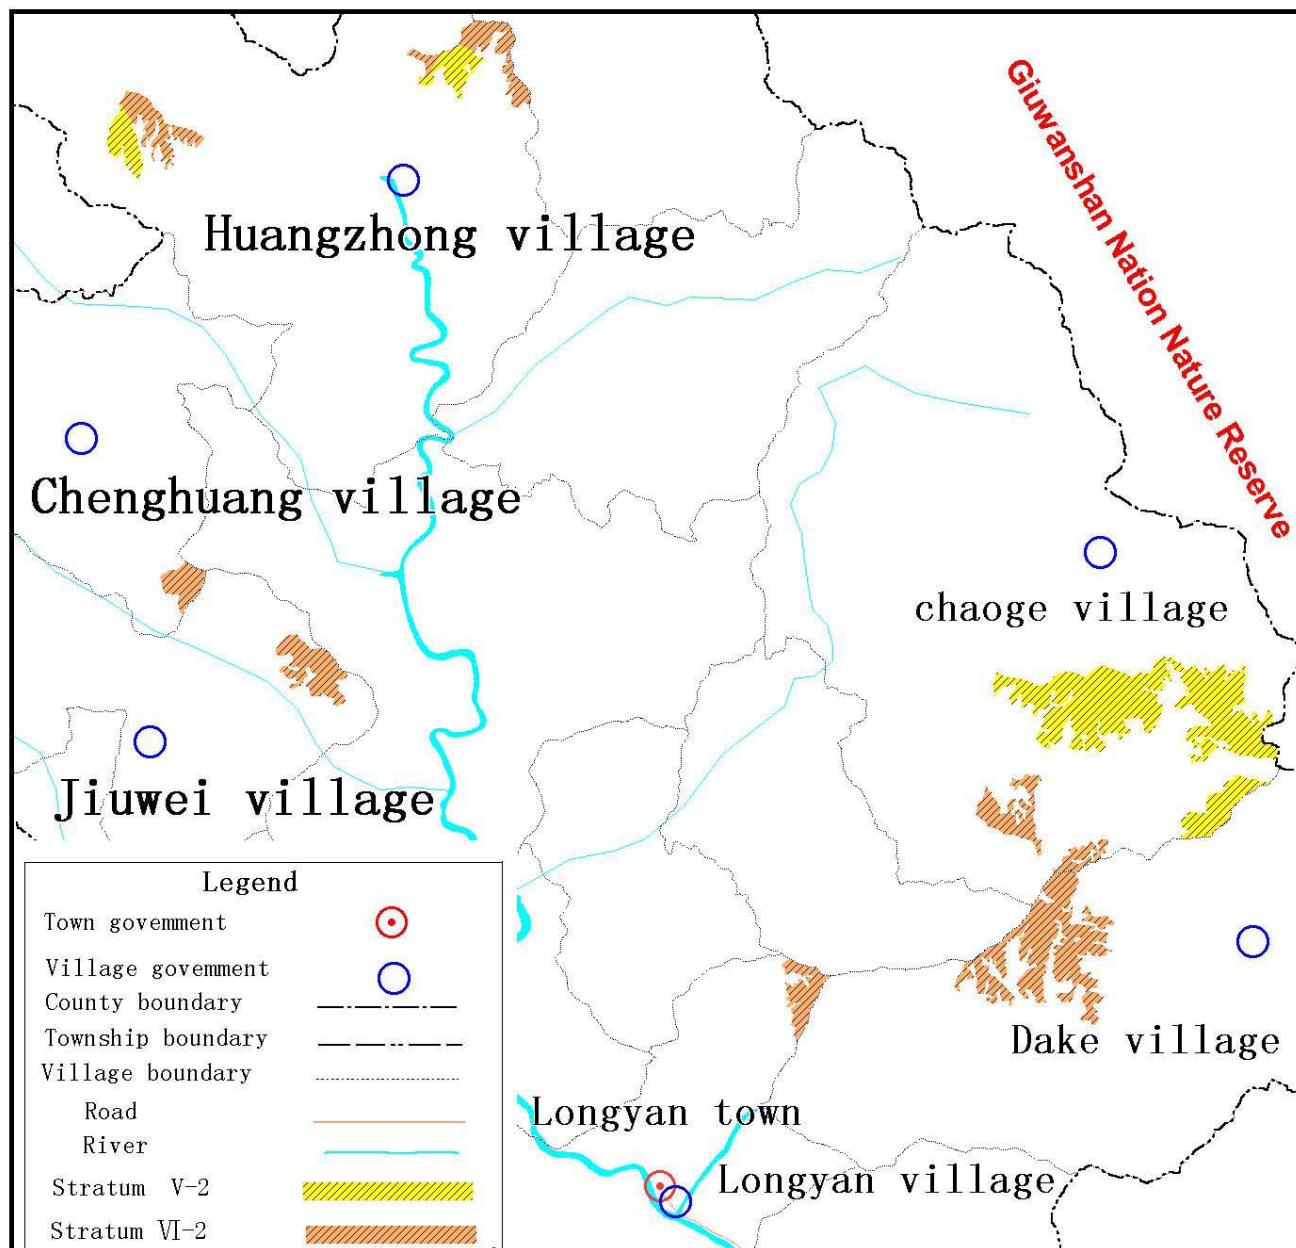 Giuwanshan Nation Nature Reserve
Huangzhong village
Chenghuang village
chaoge village
Jiuwei village
Dake village
Longyan town
Longyan village
Legend
Town govemment
Village govemment
County boundary
Township boundary
Village boundary
Road
River
Stratum V-2
Stratum Ⅵ-2